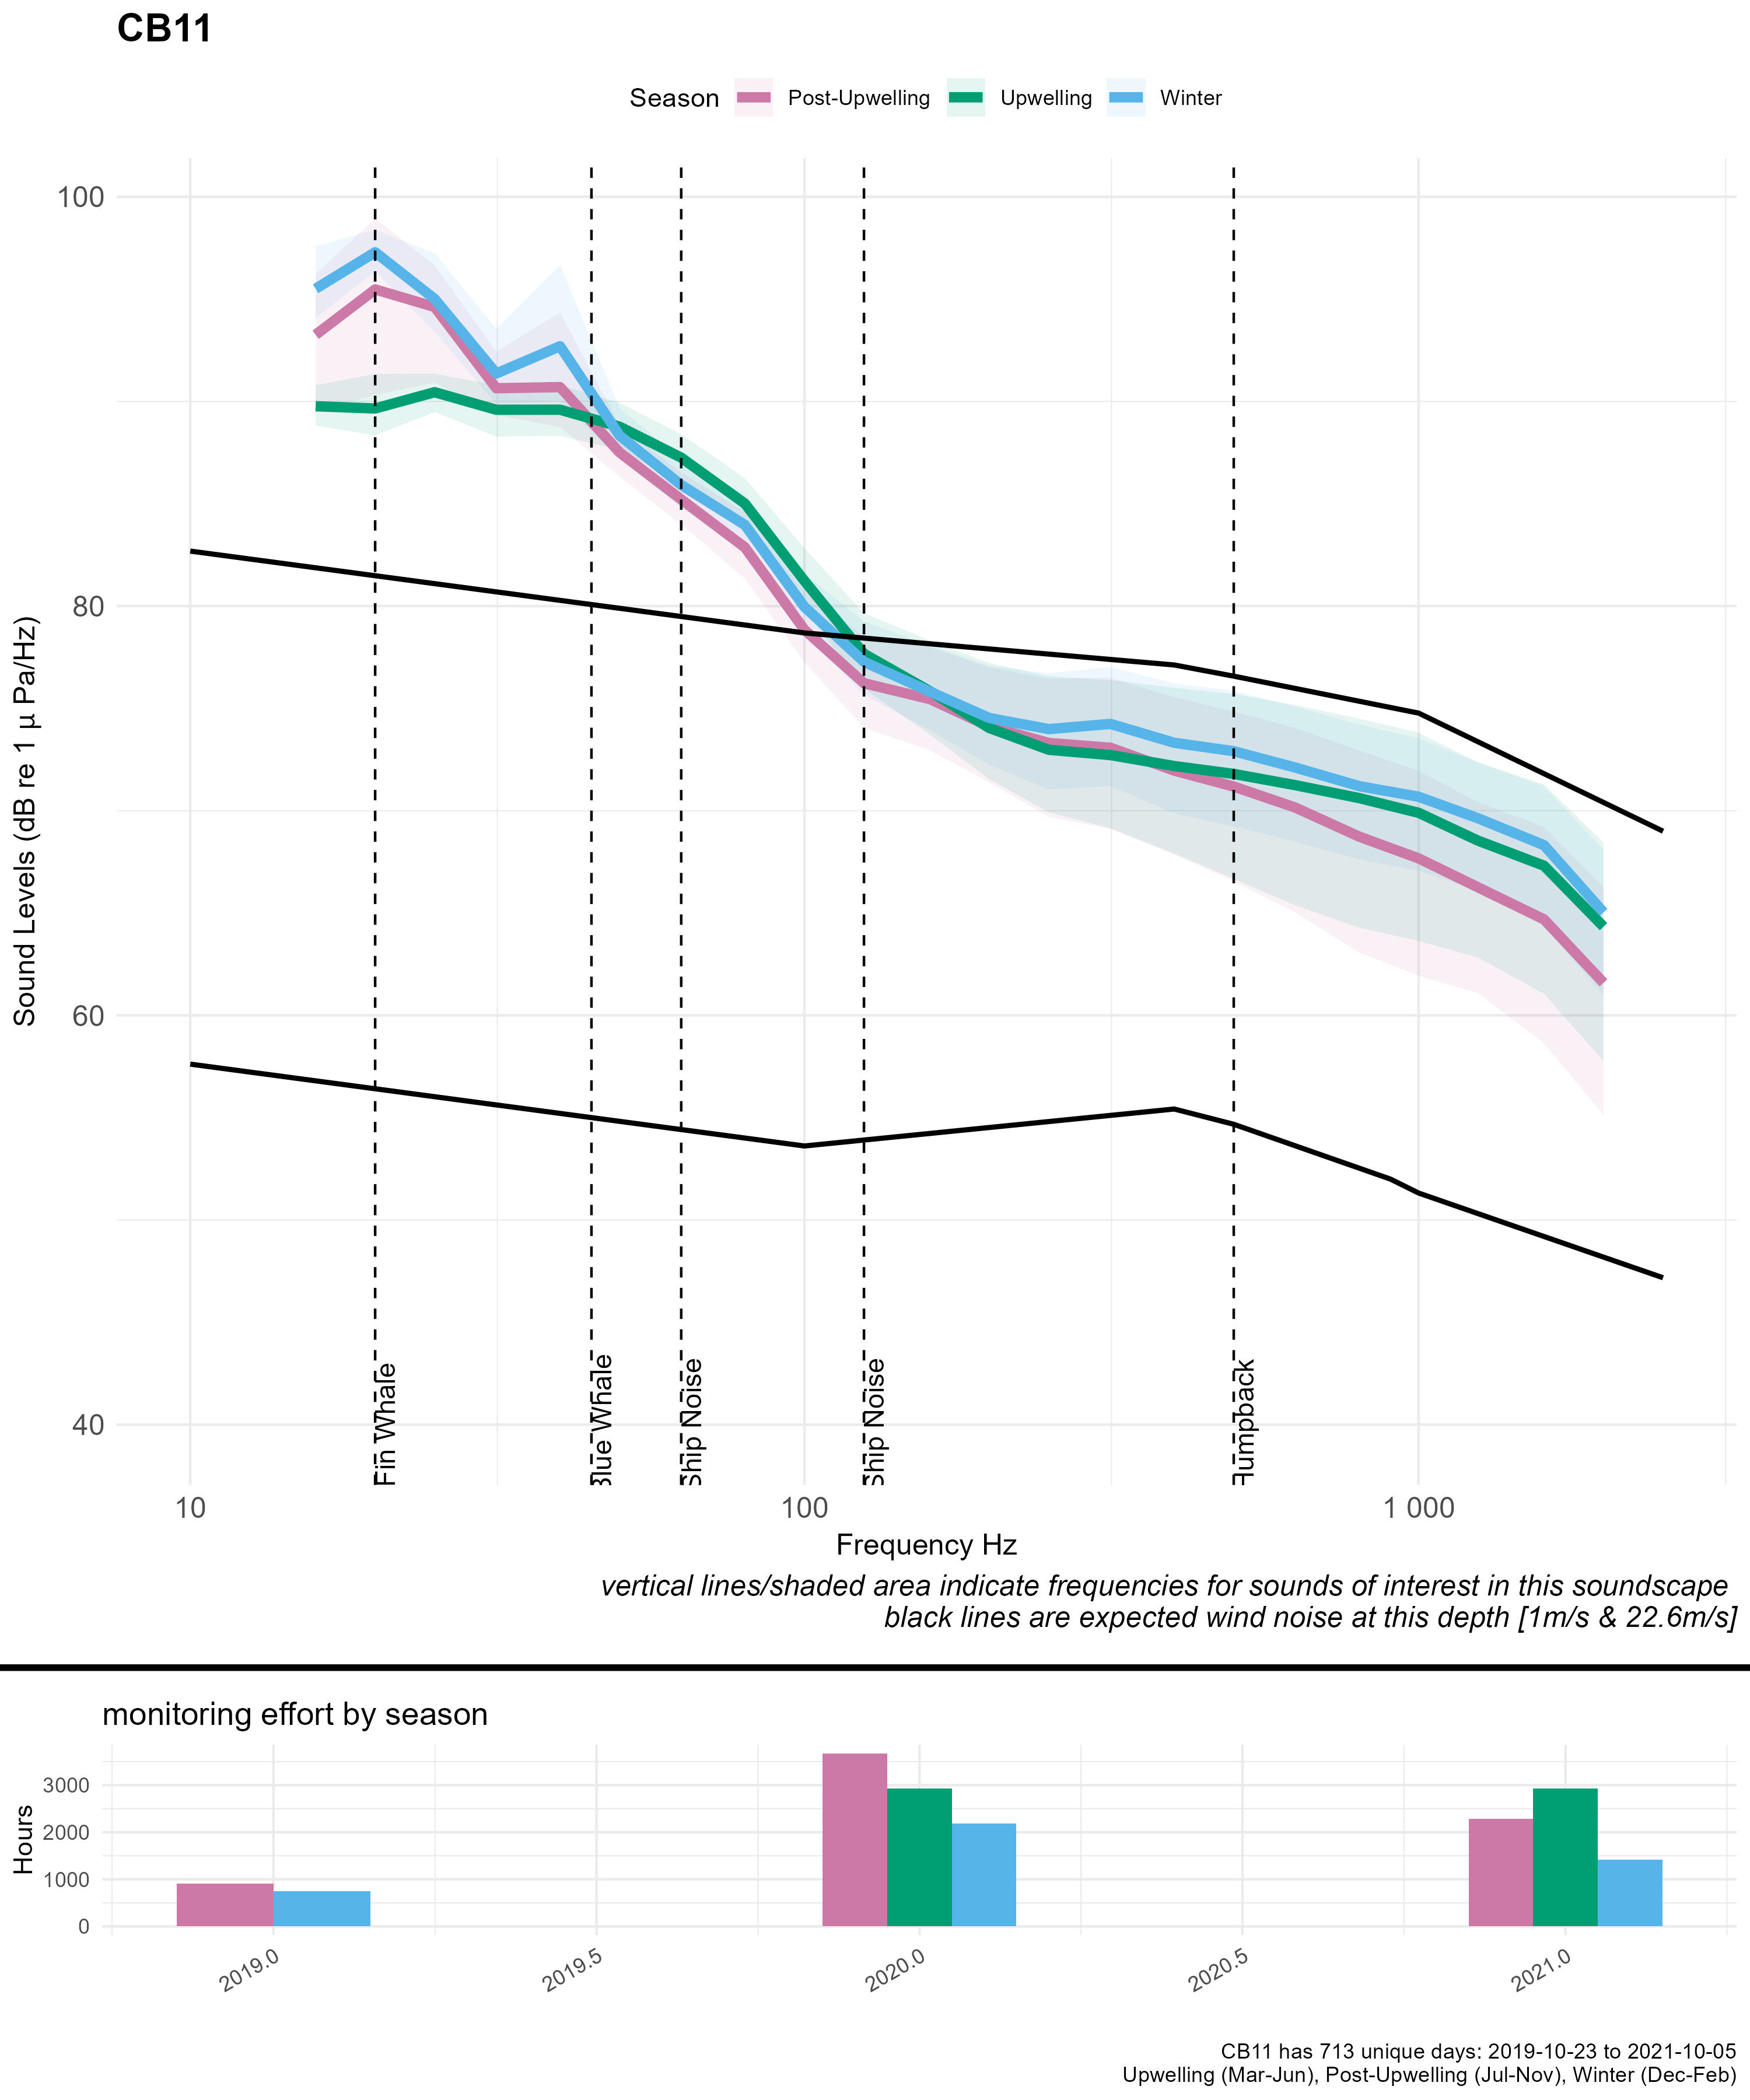 CB11
Season Post-Upwelling Upwelling Winter
Sound Levels (dB re 1 µ Pa/Hz)
100
80
60
40
Fin Whale
Blue Whale
Ship Noise
Ship Noise
Humpback
10 100 1 000
Frequency Hz
vertical lines/shaded area indicate frequencies for sounds of interest in this soundscape
black lines are expected wind noise at this depth [1m/s & 22.6m/s]
monitoring effort by season
Hours
3000
2000
1000
0
2019.0 2019.5 2020.0 2020.5 2021.0
CB11 has 713 unique days: 2019-10-23 to 2021-10-05
Upwelling (Mar-Jun), Post-Upwelling (Jul-Nov), Winter (Dec-Feb)